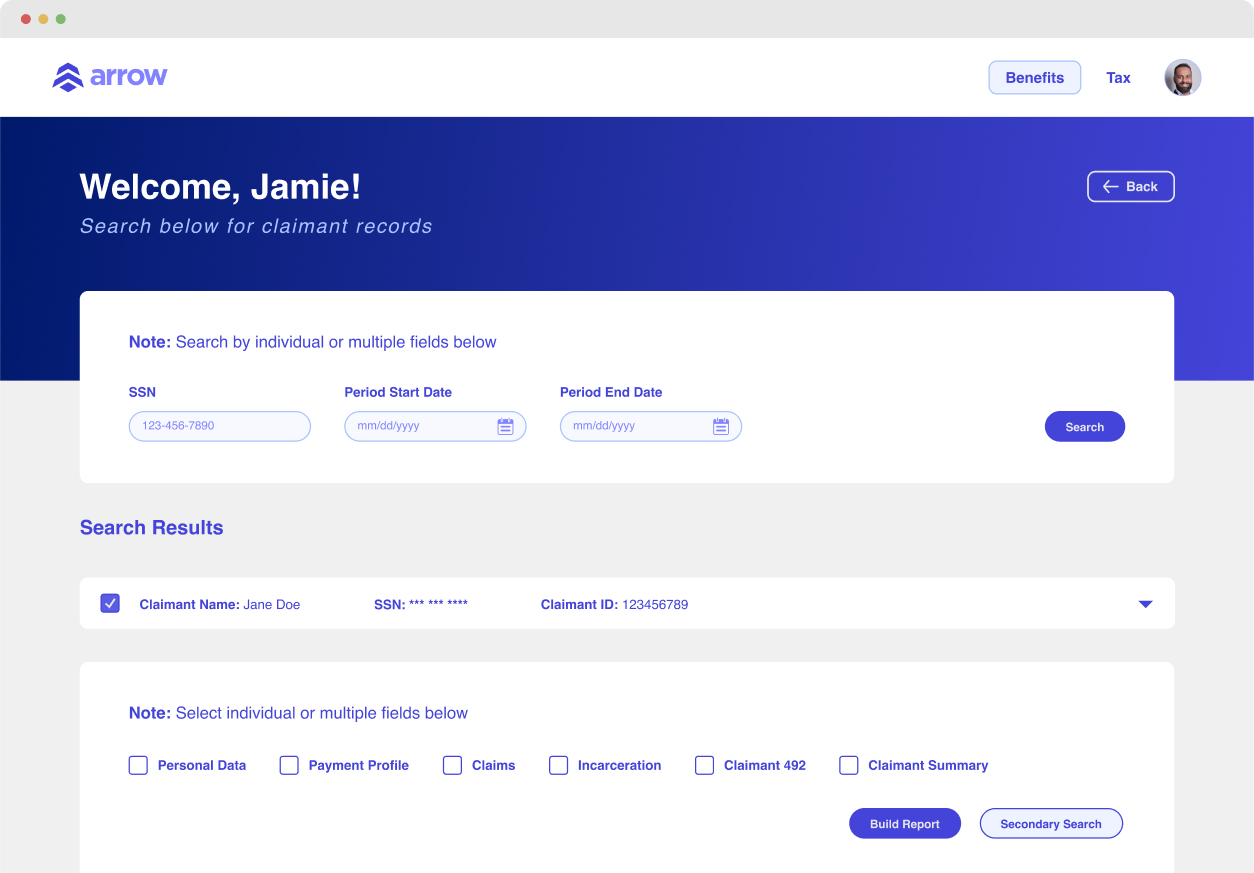 arrow
Benefits Tax
Welcome, Jamie!
Back
Search below for claimant records
Note: Search by individual or multiple fields below
SSN Period Start Date Period End Date
123-456-7890 mm/dd/yyyy mm/dd/yyyy Search
Search Results
Claimant Name: Jane Doe SSN: *** *** **** Claimant ID: 123456789
Note: Select individual or multiple fields below
Personal Data Payment Profile Claims Incarceration Claimant 492 Claimant Summary
Build Report Secondary Search